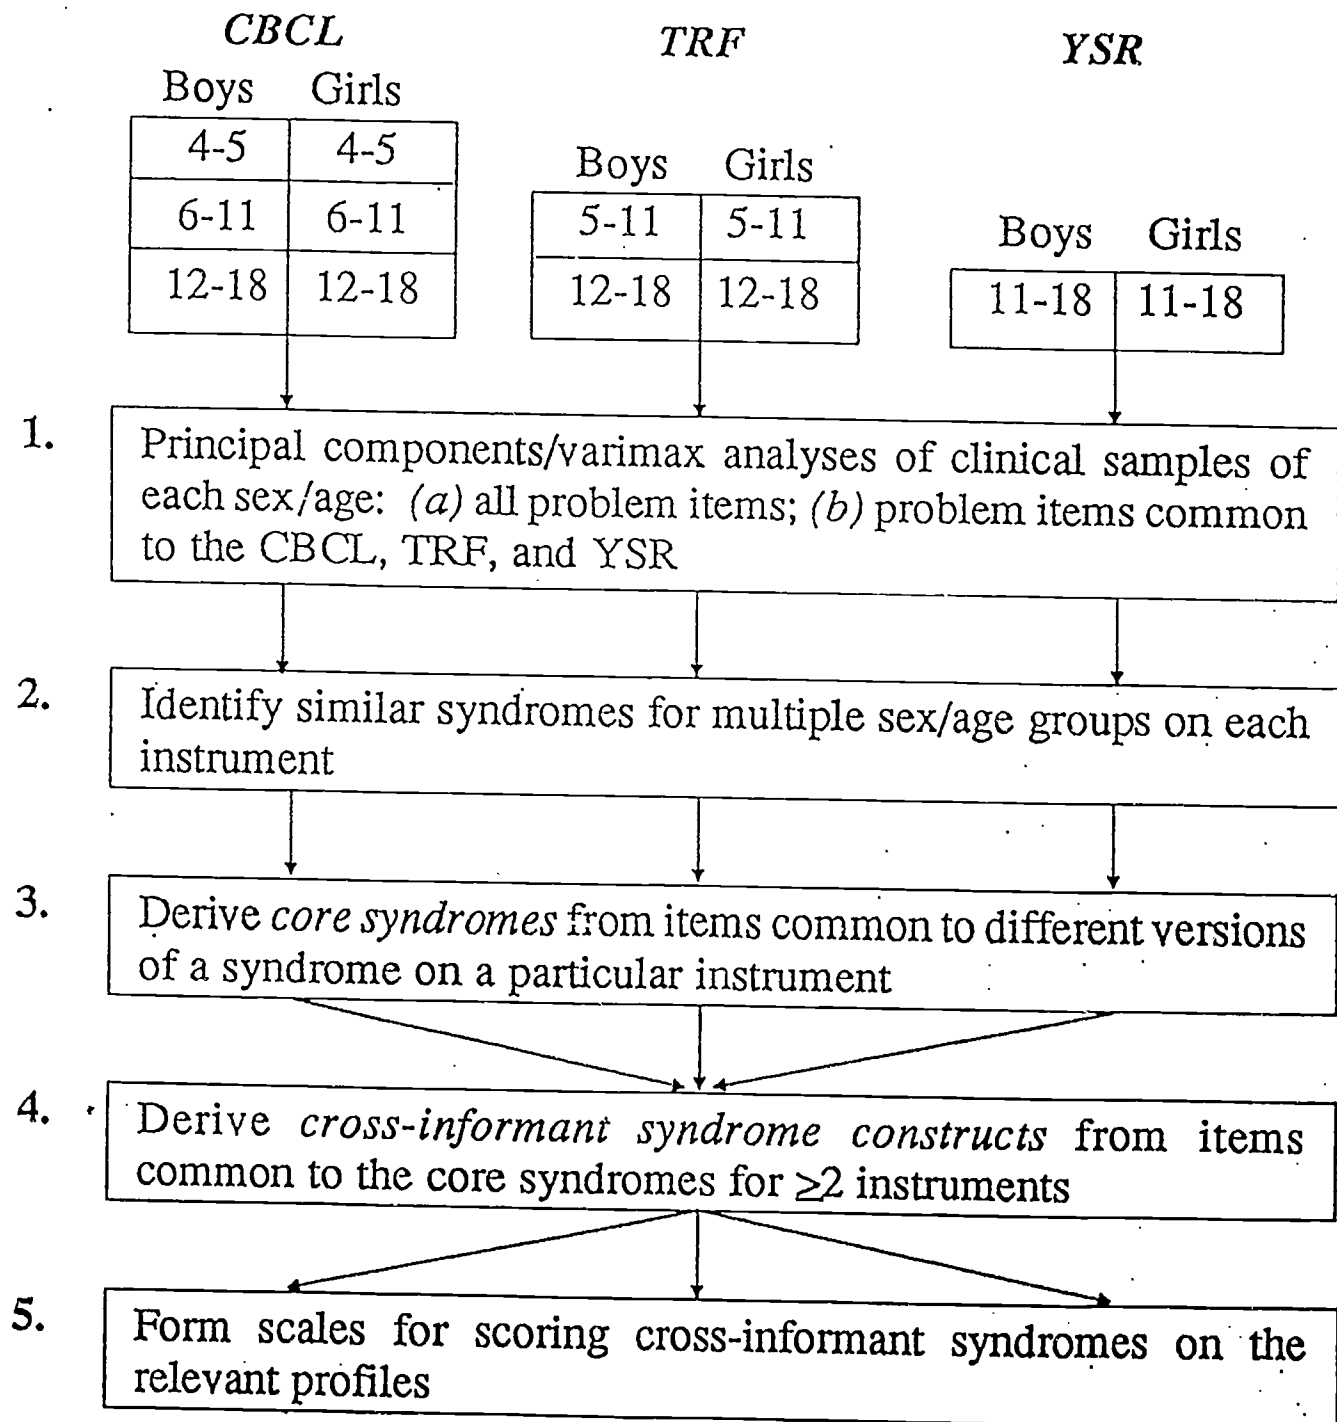 CBCL TRF YSR
Boys Girls
4-5 4-5
6-11 6-11
12-18 12-18
Boys Girls
5-11 5-11
12-18 12-18
Boys Girls
11-18 11-18
1. Principal components/varimax analyses of clinical samples of
each sex/age: (a) all problem items; (b) problem items common
to the CBCL, TRF, and YSR
2. Identify similar syndromes for multiple sex/age groups on each
instrument
3. Derive core syndromes from items common to different versions
of a syndrome on a particular instrument
4. Derive cross-informant syndrome constructs from items
common to the core syndromes for ≥2 instruments
5. Form scales for scoring cross-informant syndromes on the
relevant profiles